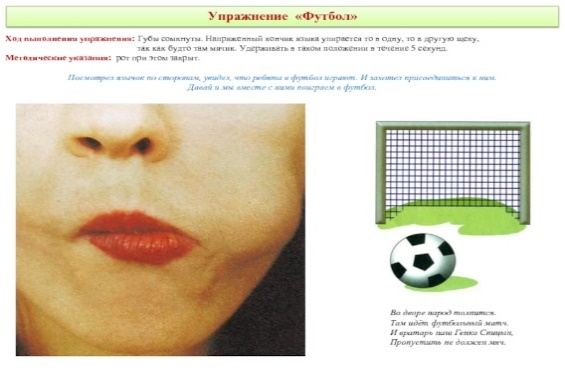 Упражнение «Футбол»
Ход выполнения упражнения: Губы сомкнуты. Напряженный кончик языка упирается то в одну, то в другую щеку,
так как будто там мячик. Удерживать в таком положении в течение 5 секунд.
Методические указания: рот при этом закрыт.
Посмотрел язычок по сторонам, увидел, что ребята в футбол играют. И захотел присоединиться к ним.
Давай и мы вместе с ними поиграем в футбол.
Во дворе народ толпится.
Там идёт футбольный матч.
И вратарь наш Генка Спицын,
Пропустить не должен мяч.